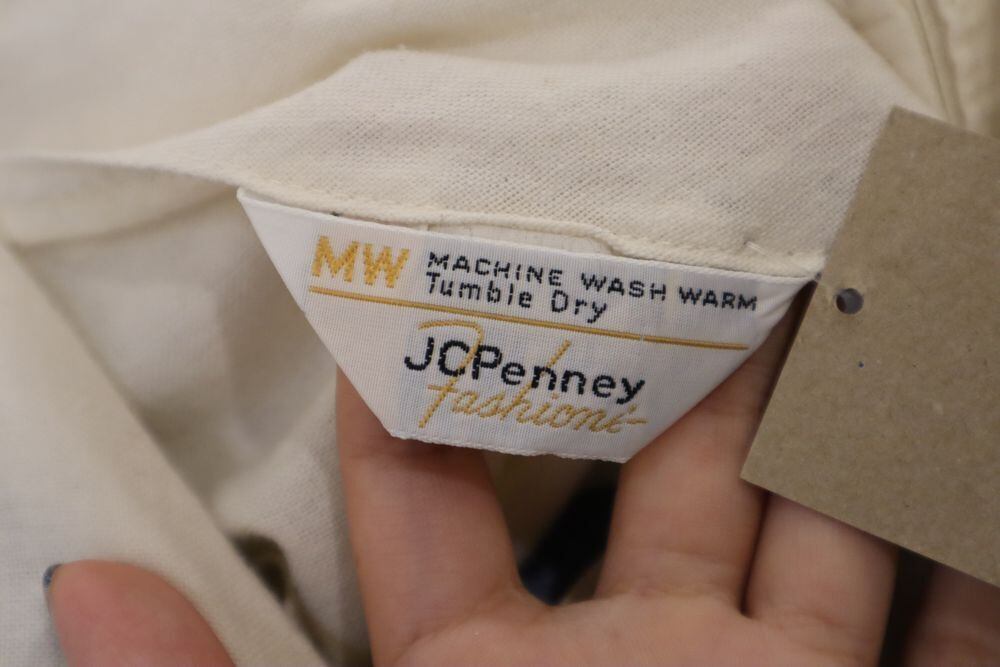 MW MACHINE WASH WARM
Tumble Dry
JCPenney
Fashions